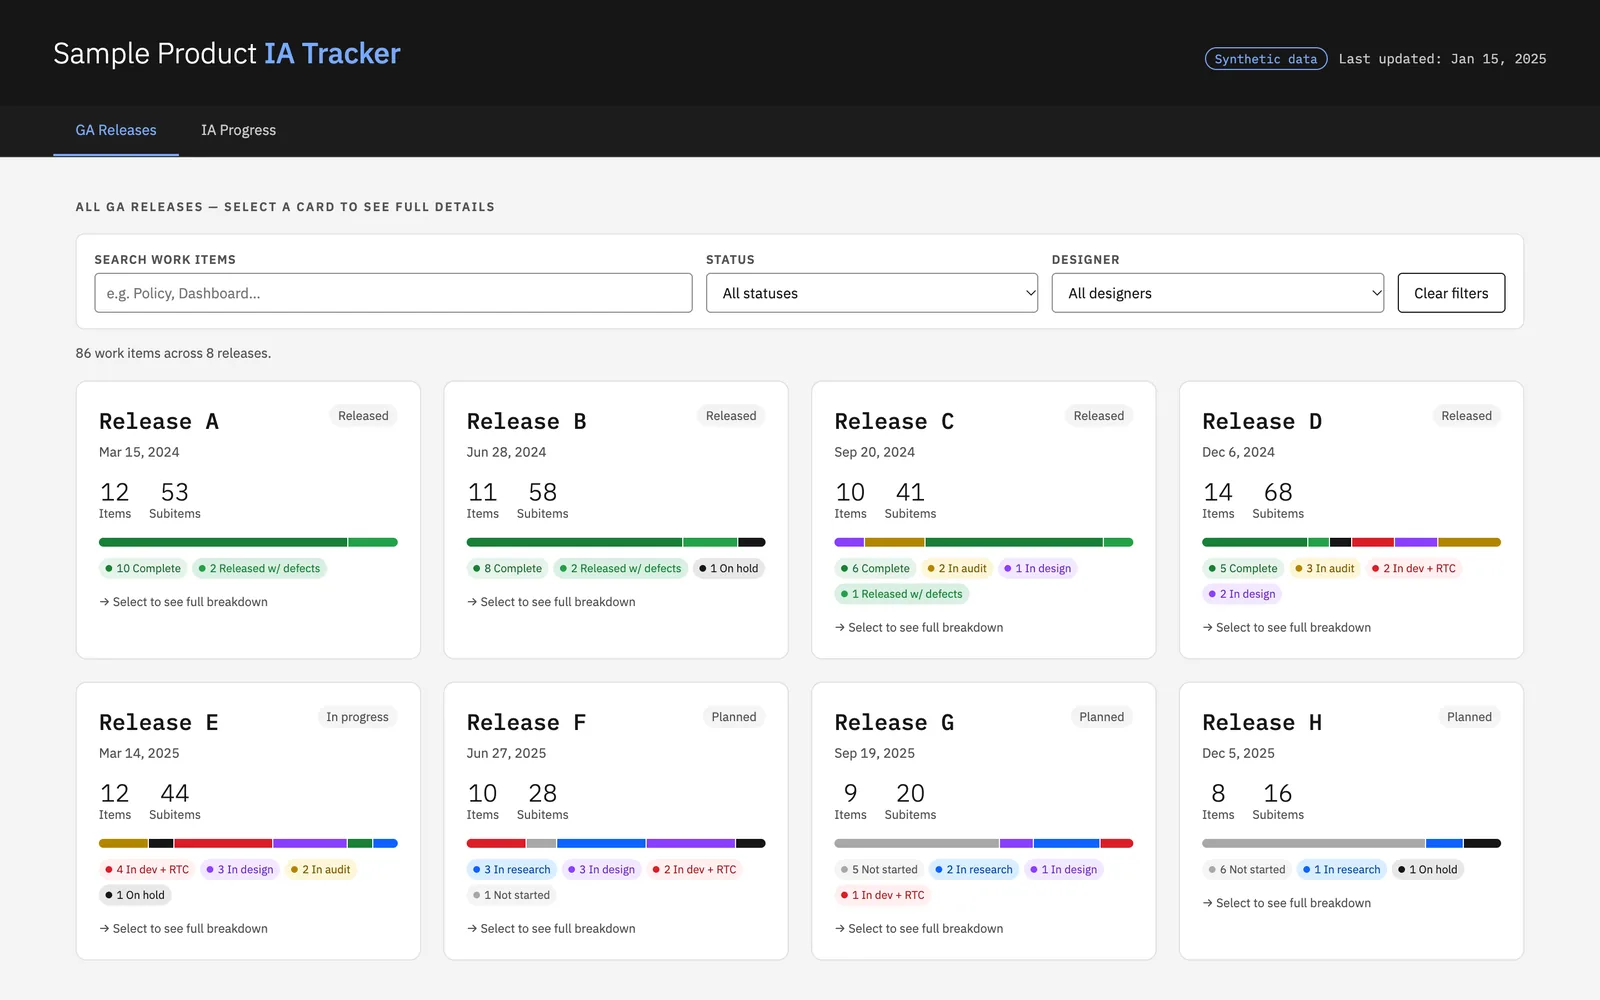 Sample Product IA Tracker
Synthetic data Last updated: Jan 15, 2025
GA Releases IA Progress
ALL GA RELEASES — SELECT A CARD TO SEE FULL DETAILS
SEARCH WORK ITEMS
e.g. Policy, Dashboard...
STATUS
All statuses
DESIGNER
All designers
Clear filters
86 work items across 8 releases.
Release A
Released
Mar 15, 2024
12 53
Items Subitems
10 Complete 2 Released w/ defects
→ Select to see full breakdown
Release B
Released
Jun 28, 2024
11 58
Items Subitems
8 Complete 2 Released w/ defects 1 On hold
→ Select to see full breakdown
Release C
Released
Sep 20, 2024
10 41
Items Subitems
6 Complete 2 In audit 1 In design
1 Released w/ defects
→ Select to see full breakdown
Release D
Released
Dec 6, 2024
14 68
Items Subitems
5 Complete 3 In audit 2 In dev + RTC
2 In design
→ Select to see full breakdown
Release E
In progress
Mar 14, 2025
12 44
Items Subitems
4 In dev + RTC 3 In design 2 In audit
1 On hold
→ Select to see full breakdown
Release F
Planned
Jun 27, 2025
10 28
Items Subitems
3 In research 3 In design 2 In dev + RTC
1 Not started
→ Select to see full breakdown
Release G
Planned
Sep 19, 2025
9 20
Items Subitems
5 Not started 2 In research 1 In design
1 In dev + RTC
→ Select to see full breakdown
Release H
Planned
Dec 5, 2025
8 16
Items Subitems
6 Not started 1 In research 1 On hold
→ Select to see full breakdown